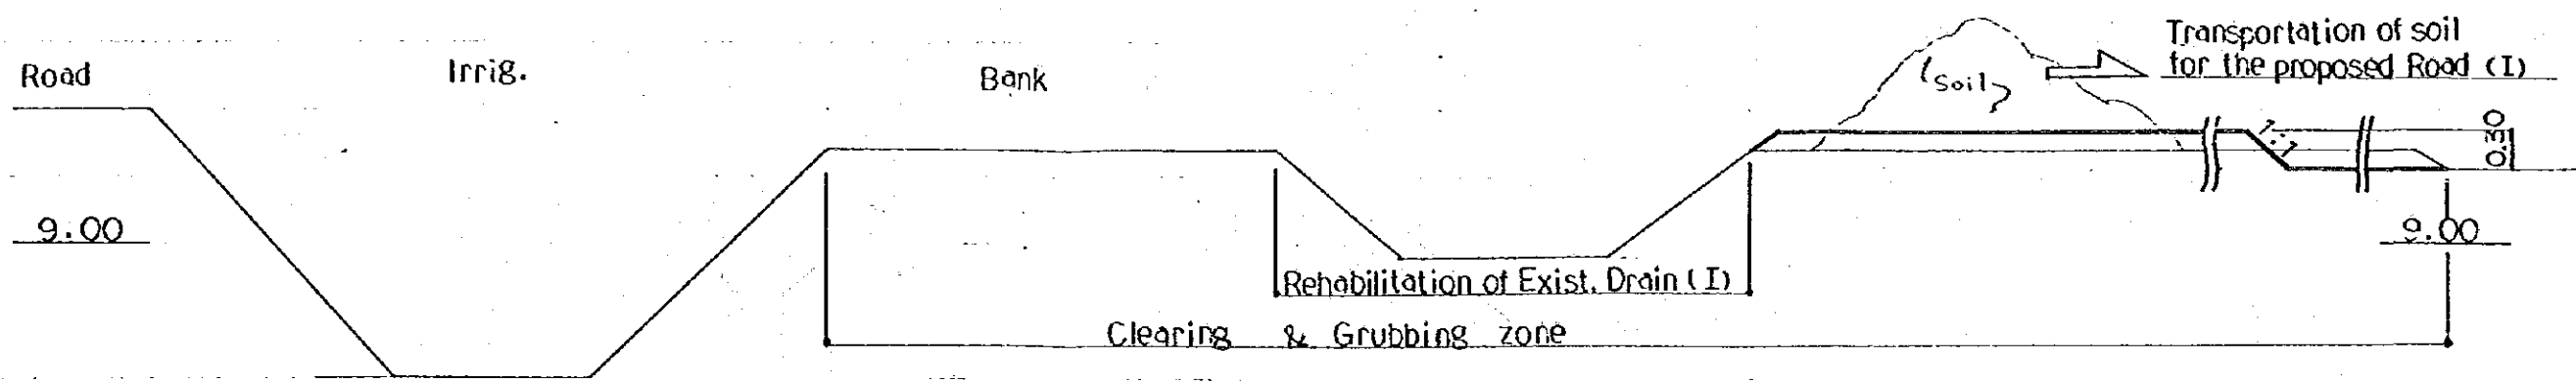 Road
Irrig.
Bank
(Soil)
Transportation of soil
for the proposed Road (I)
0.30
1:1
9.00
9.00
Rehabilitation of Exist. Drain (I)
Clearing & Grubbing zone